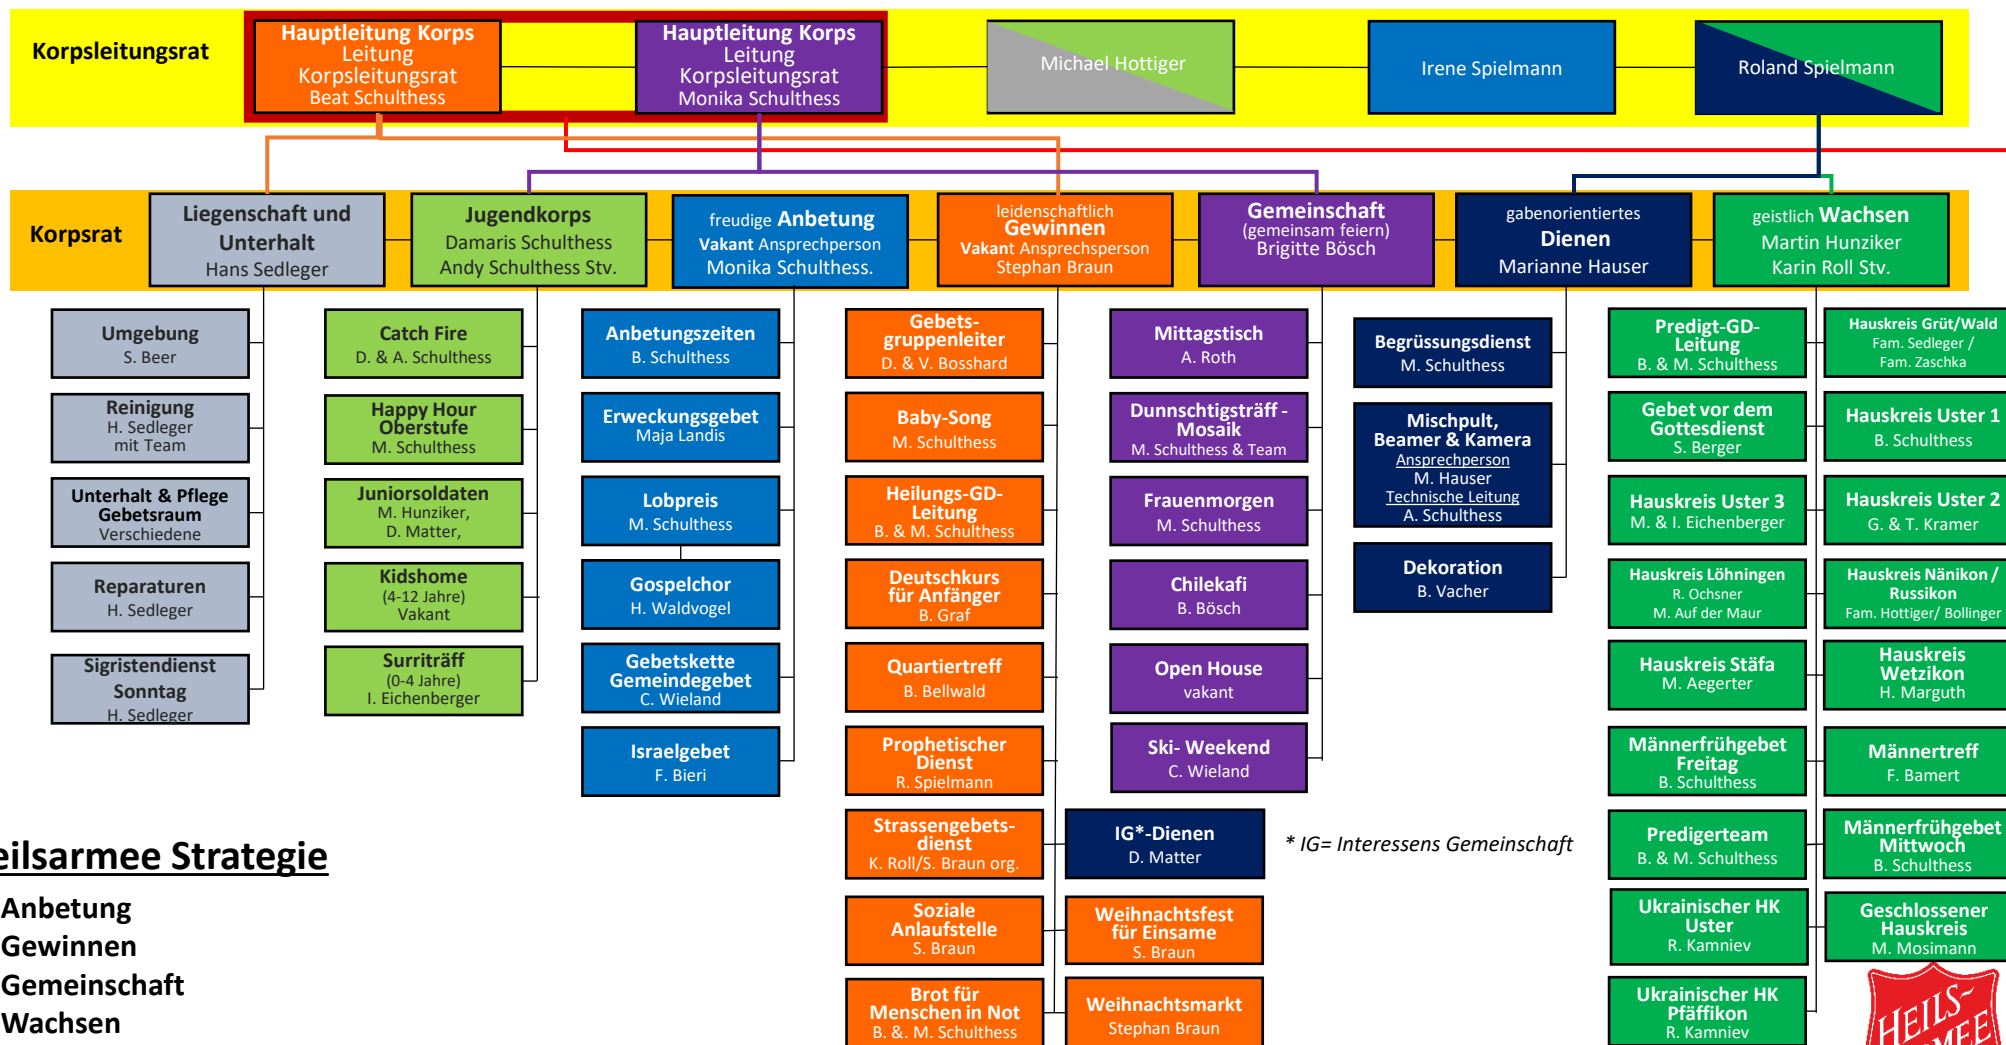 Korpsleitungsrat
Hauptleitung Korps
Leitung
Korpsleitungsrat
Beat Schulthess
Hauptleitung Korps
Leitung
Korpsleitungsrat
Monika Schulthess
Michael Hottiger
Irene Spielmann
Roland Spielmann
Korpsrat
Liegenschaft und
Unterhalt
Hans Sedleger
Jugendkorps
Damaris Schulthess
Andy Schulthess Stv.
freudige Anbetung
Vakant Ansprechperson
Monika Schulthess.
leidenschaftlich
Gewinnen
Vakant Ansprechsperson
Stephan Braun
Gemeinschaft
(gemeinsam feiern)
Brigitte Bösch
gabenorientiertes
Dienen
Marianne Hauser
geistlich Wachsen
Martin Hunziker
Karin Roll Stv.
Umgebung
S. Beer
Reinigung
H. Sedleger
mit Team
Unterhalt & Pflege
Gebetsraum
Verschiedene
Reparaturen
H. Sedleger
Sigristendienst
Sonntag
H. Sedleger
Catch Fire
D. & A. Schulthess
Happy Hour
Oberstufe
M. Schulthess
Juniorsoldaten
M. Hunziker,
D. Matter,
Kidshome
(4-12 Jahre)
Vakant
Surriträff
(0-4 Jahre)
I. Eichenberger
Anbetungszeiten
B. Schulthess
Erweckungsgebet
Maja Landis
Lobpreis
M. Schulthess
Gospelchor
H. Waldvogel
Gebetskette
Gemeindegebet
C. Wieland
Israelgebet
F. Bieri
Gebets-
gruppenleiter
D. & V. Bosshard
Baby-Song
M. Schulthess
Heilungs-GD-
Leitung
B. & M. Schulthess
Deutschkurs
für Anfänger
B. Graf
Quartiertreff
B. Bellwald
Prophetischer
Dienst
R. Spielmann
Strassengebets-
dienst
K. Roll/S. Braun org.
Soziale
Anlaufstelle
S. Braun
Brot für
Menschen in Not
B. &. M. Schulthess
IG*-Dienen
D. Matter
Weihnachtsfest
für Einsame
S. Braun
Weihnachtsmarkt
Stephan Braun
Mittagstisch
A. Roth
Dunnschtigsträff -
Mosaik
M. Schulthess & Team
Frauenmorgen
M. Schulthess
Chilekafi
B. Bösch
Open House
vakant
Ski- Weekend
C. Wieland
* IG= Interessens Gemeinschaft
Begrüssungsdienst
M. Schulthess
Mischpult,
Beamer & Kamera
Ansprechperson
M. Hauser
Technische Leitung
A. Schulthess
Dekoration
B. Vacher
Predigt-GD-
Leitung
B. & M. Schulthess
Gebet vor dem
Gottesdienst
S. Berger
Hauskreis Uster 3
M. & I. Eichenberger
Hauskreis Löhningen
R. Ochsner
M. Auf der Maur
Hauskreis Stäfa
M. Aegerter
Männerfrühgebet
Freitag
B. Schulthess
Predigerteam
B. & M. Schulthess
Ukrainischer HK
Uster
R. Kamniev
Ukrainischer HK
Pfäffikon
R. Kamniev
Hauskreis Grüt/Wald
Fam. Sedleger /
Fam. Zaschka
Hauskreis Uster 1
B. Schulthess
Hauskreis Uster 2
G. & T. Kramer
Hauskreis Nänikon /
Russikon
Fam. Hottiger/ Bollinger
Hauskreis
Wetzikon
H. Marguth
Männertreff
F. Bamert
Männerfrühgebet
Mittwoch
B. Schulthess
Geschlossener
Hauskreis
M. Mosimann
eilsarmee Strategie
Anbetung
Gewinnen
Gemeinschaft
Wachsen
HEILS-